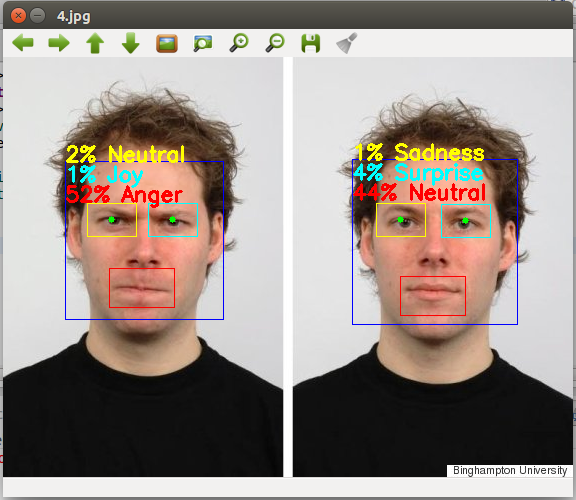 4.jpg
2% Neutral
1% Joy
52% Anger
1% Sadness
4% Surprise
44% Neutral
Binghampton University